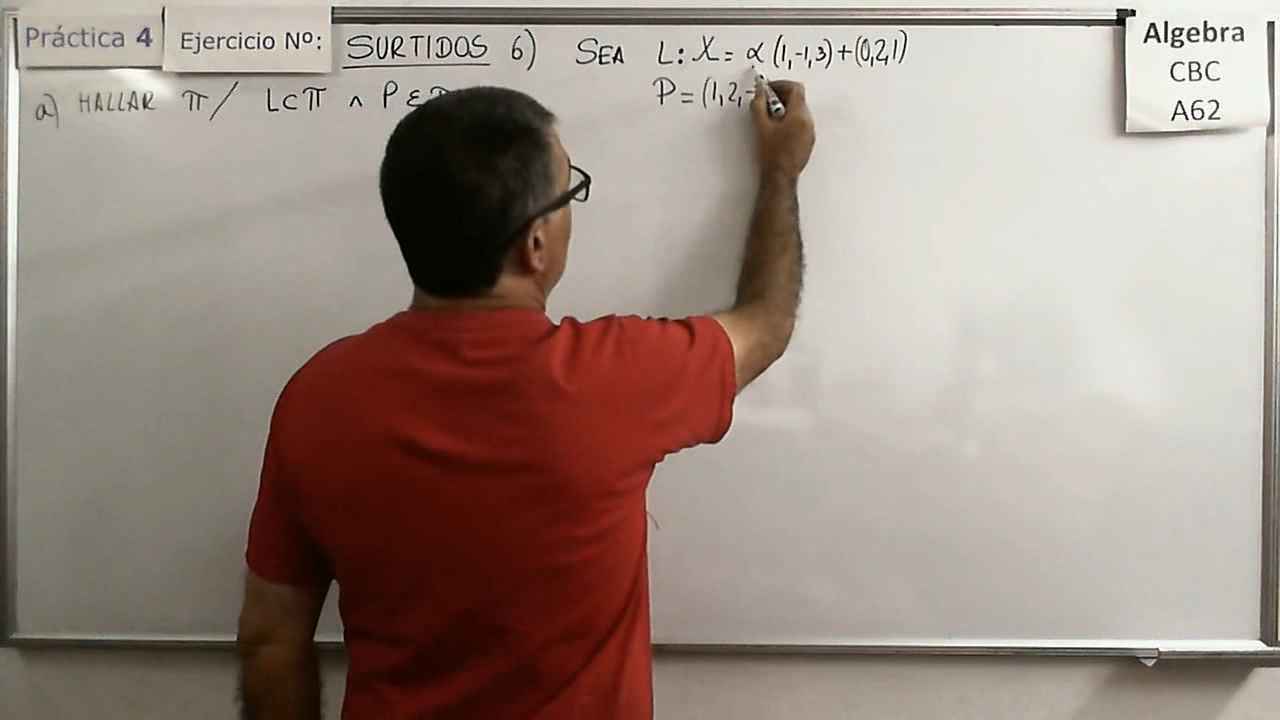 Práctica 4 Ejercicio Nº: SURTIDOS 6) SEA L: X = α (1,-1,3) + (0,2,1)
P = (1, 2, -
a) HALLAR π / L ⊂ π ∧ P ε
Algebra
CBC
A62